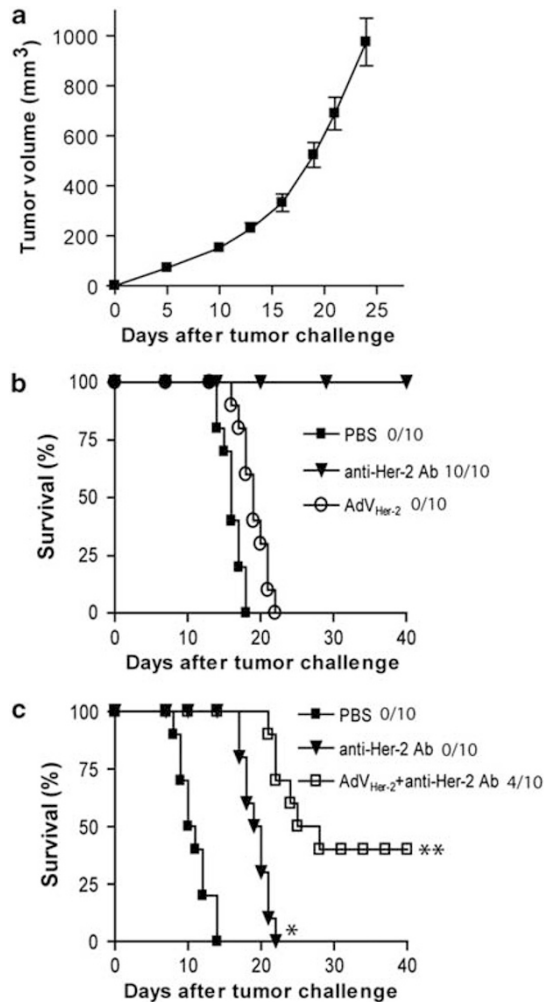 a
Tumor volume (mm³)
1000
800
600
400
200
0
0 5 10 15 20 25
Days after tumor challenge
b
Survival (%)
100
75
50
25
0
PBS 0/10
anti-Her-2 Ab 10/10
AdV Her-2 0/10
0 10 20 30 40
Days after tumor challenge
c
Survival (%)
100
75
50
25
0
PBS 0/10
anti-Her-2 Ab 0/10
AdV Her-2+anti-Her-2 Ab 4/10
**
*
0 10 20 30 40
Days after tumor challenge